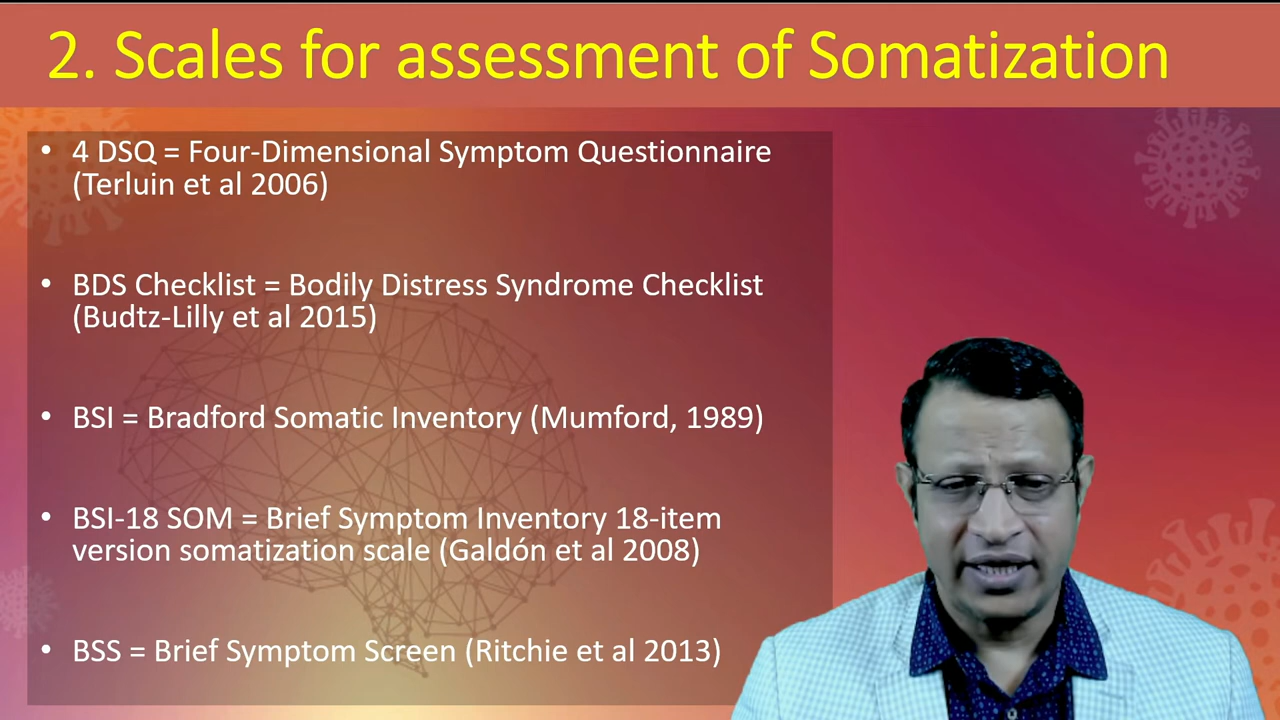 2. Scales for assessment of Somatization
• 4 DSQ = Four-Dimensional Symptom Questionnaire
(Terluin et al 2006)
• BDS Checklist = Bodily Distress Syndrome Checklist
(Budtz-Lilly et al 2015)
• BSI = Bradford Somatic Inventory (Mumford, 1989)
• BSI-18 SOM = Brief Symptom Inventory 18-item
version somatization scale (Galdón et al 2008)
• BSS = Brief Symptom Screen (Ritchie et al 2013)